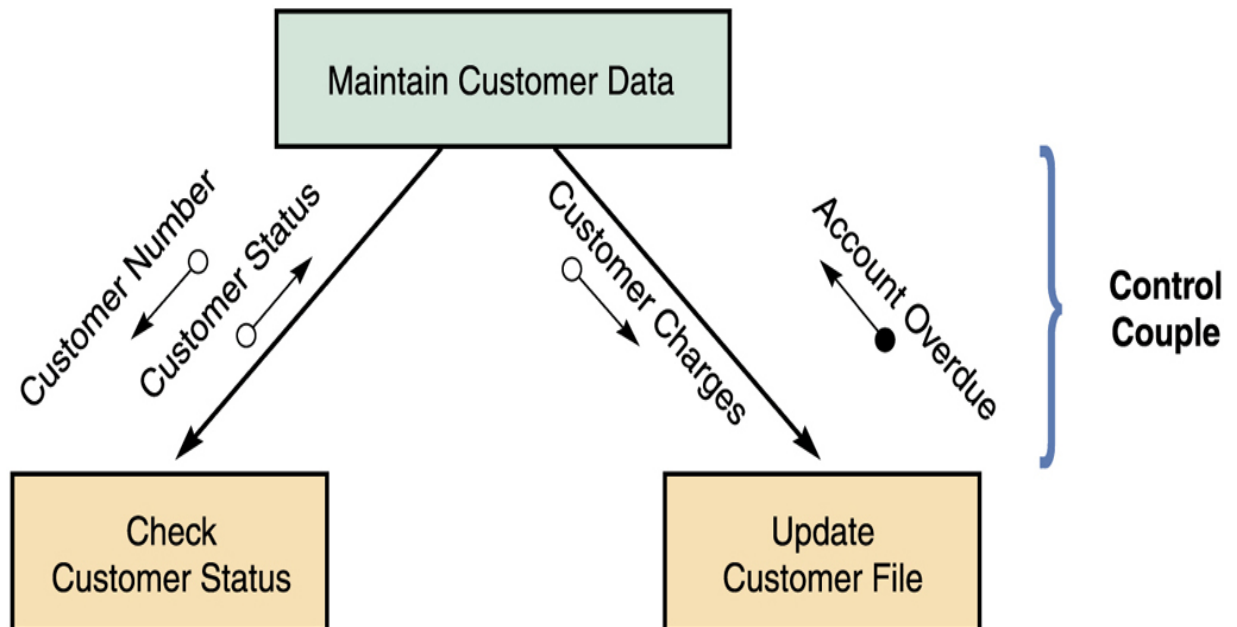 Maintain Customer Data
Customer Number
Customer Status
Customer Charges
Account Overdue
Control
Couple
Check
Customer Status
Update
Customer File